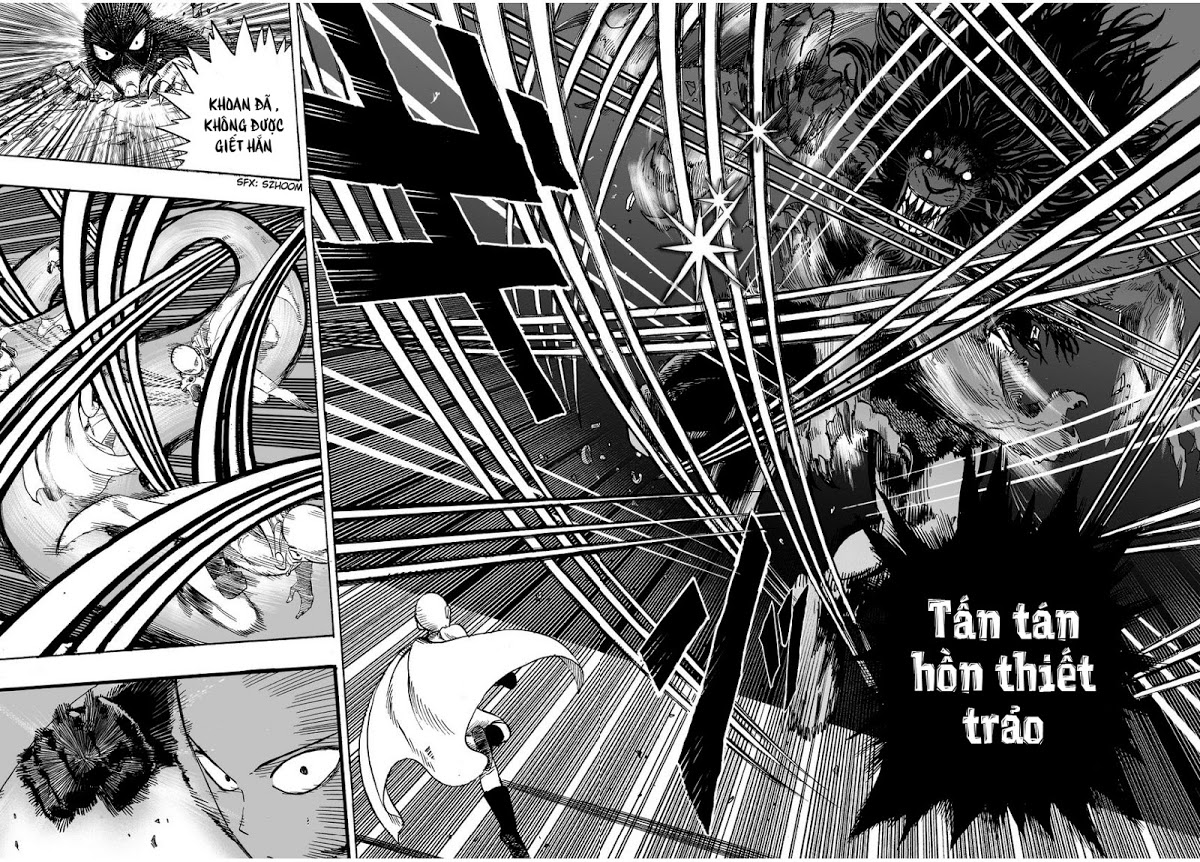 Tấn tán
hồn thiết
trảo
KHOAN ĐÃ ,
KHÔNG ĐƯỢC
GIẾT HẮN
SFX: SZHOOM